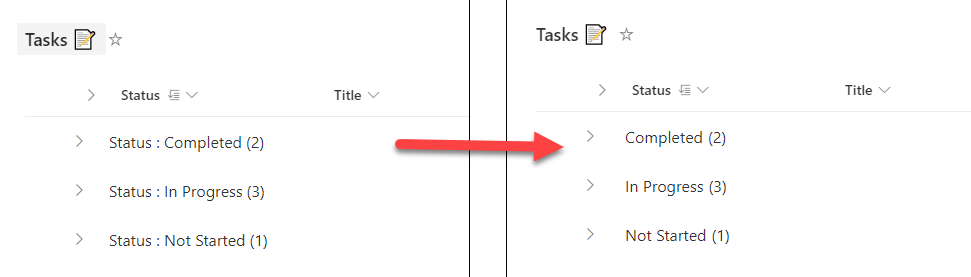 Tasks 📝
Status Title
Status : Completed (2)
Status : In Progress (3)
Status : Not Started (1)
Tasks 📝
Status Title
Completed (2)
In Progress (3)
Not Started (1)